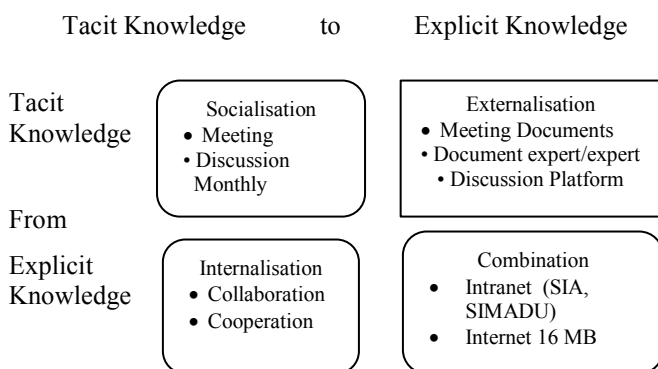 Tacit Knowledge to Explicit Knowledge
Tacit
Knowledge
Socialisation
• Meeting
• Discussion
Monthly
Externalisation
• Meeting Documents
• Document expert/expert
• Discussion Platform
From
Explicit
Knowledge
Internalisation
• Collaboration
• Cooperation
Combination
• Intranet (SIA,
SIMADU)
• Internet 16 MB